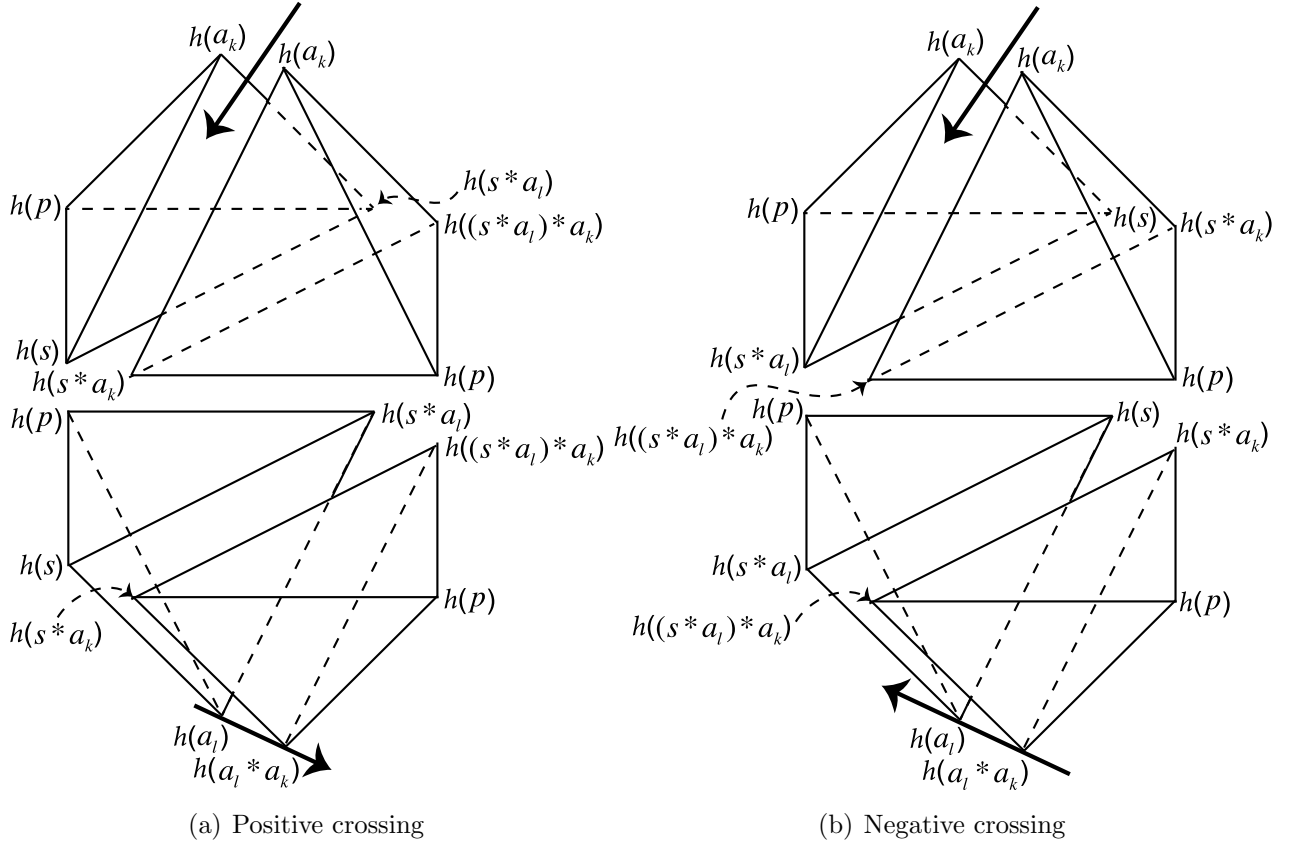 h(a_k)
h(a_k)
h(p)
h(s*a_l)
h((s*a_l)*a_k)
h(s)
h(s*a_k)
h(p)
h(p)
h(s*a_l)
h((s*a_l)*a_k)
h(s)
h(p)
h(s*a_k)
h(a_l)
h(a_l*a_k)
(a) Positive crossing
h(a_k)
h(a_k)
h(p)
h(s)
h(s*a_k)
h(s*a_l)
h(p)
h((s*a_l)*a_k)
h(p)
h(s)
h(s*a_k)
h(s*a_l)
h(p)
h((s*a_l)*a_k)
h(a_l)
h(a_l*a_k)
(b) Negative crossing